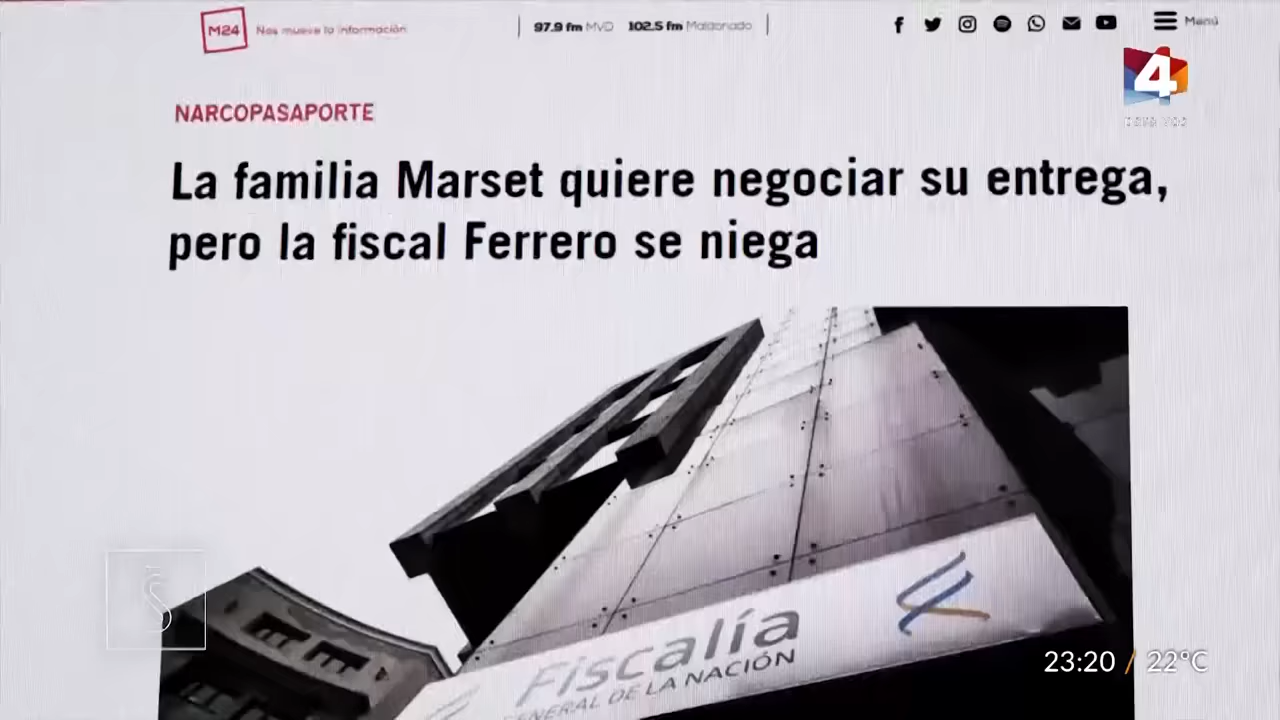 M24 Nos mueve la información 97.9 fm MVD 102.5 fm Maldonado Menú
4
NARCOPASAPORTE
La familia Marset quiere negociar su entrega,
pero la fiscal Ferrero se niega
Fiscalía
GENERAL DE LA NACIÓN
23:20 / 22°C